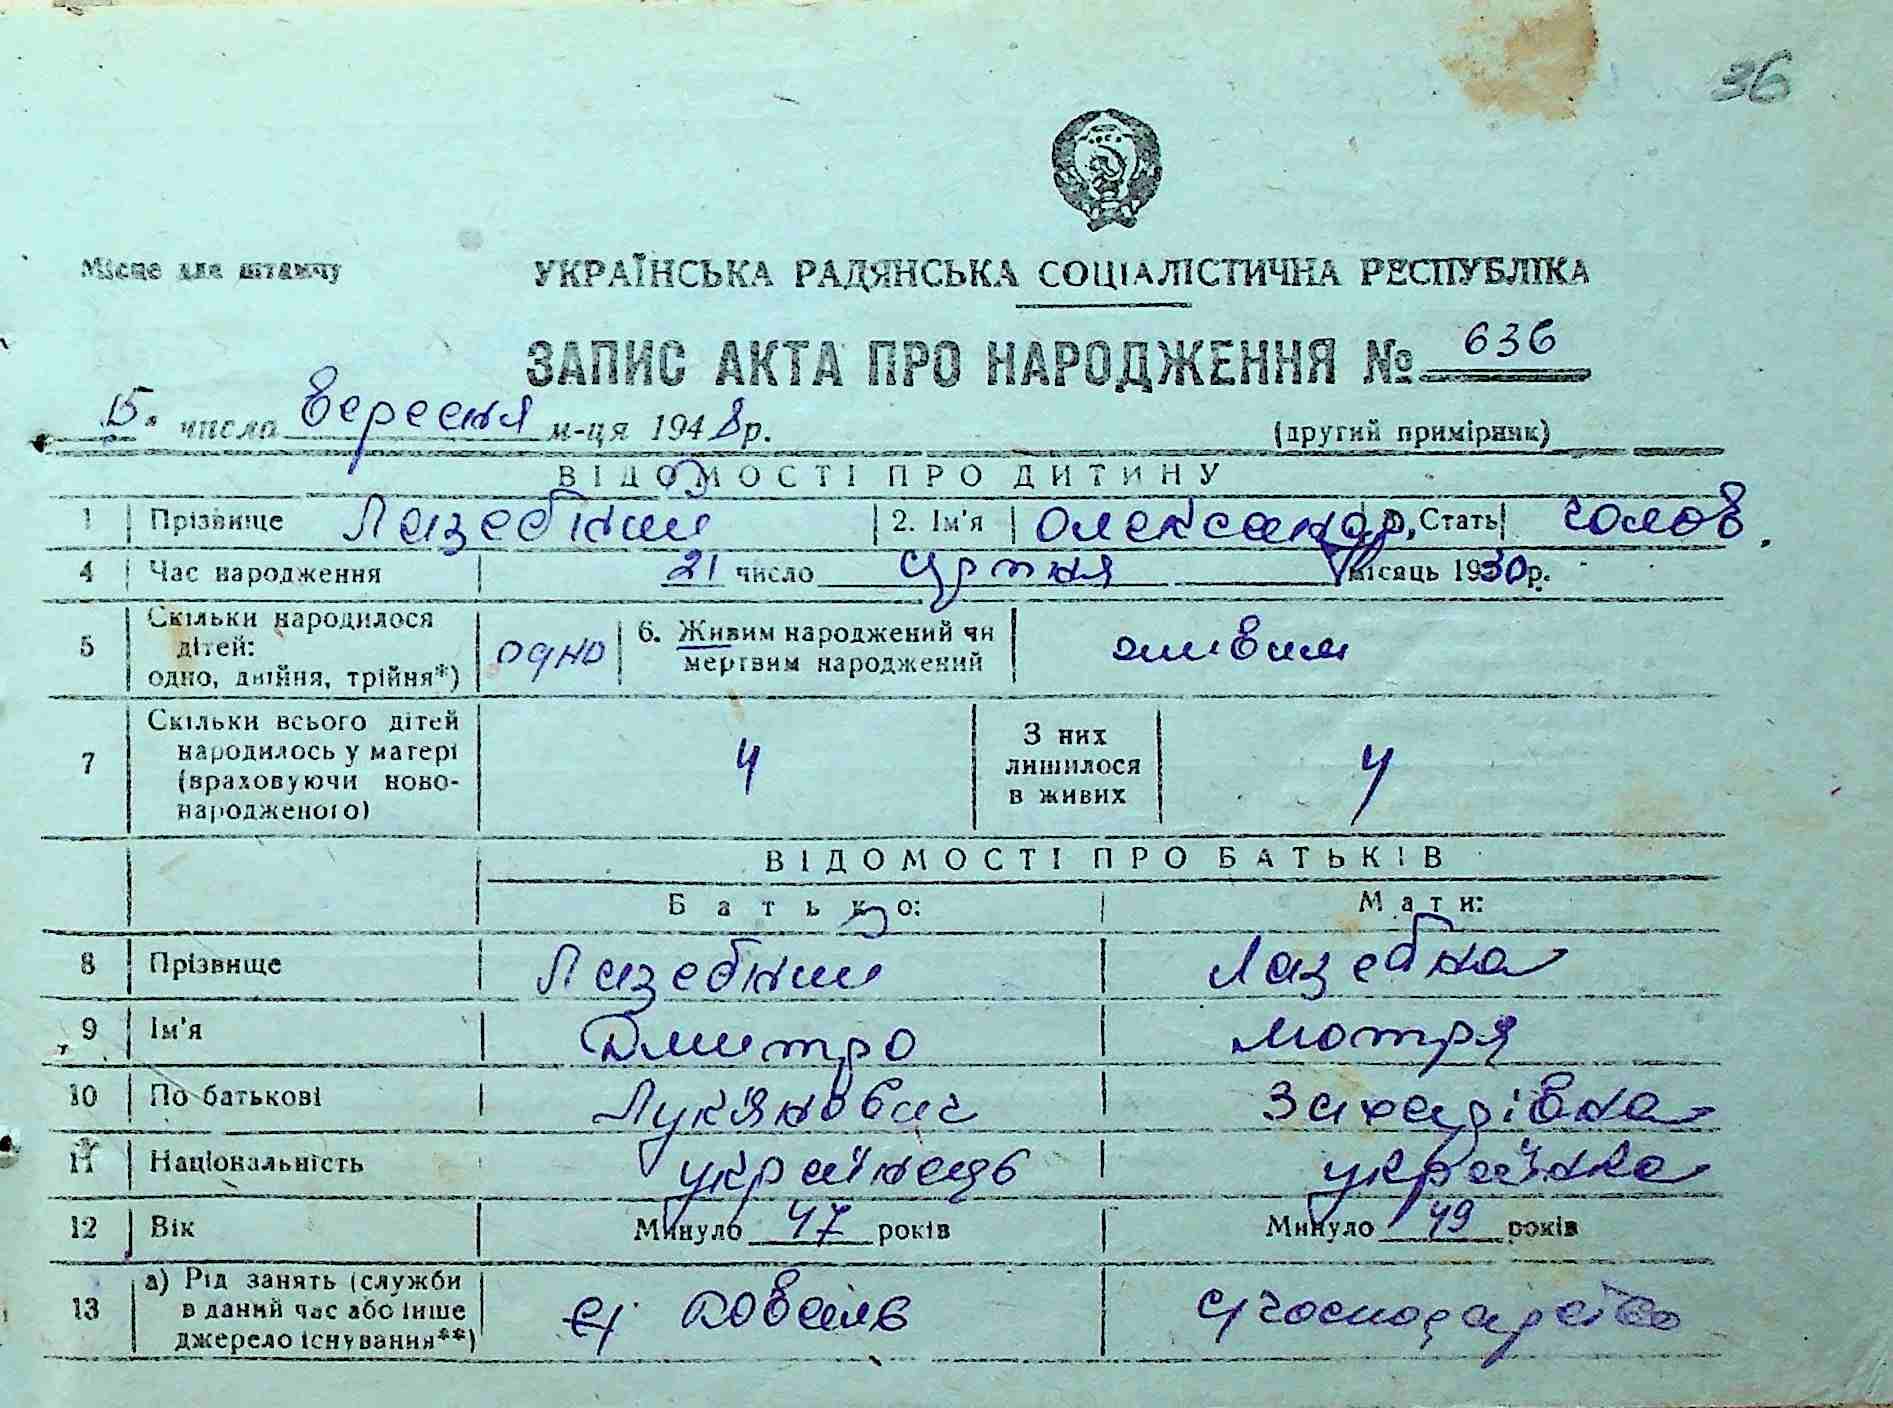 36
Місце для штампу
УКРАЇНСЬКА РАДЯНСЬКА СОЦІАЛІСТИЧНА РЕСПУБЛІКА
ЗАПИС АКТА ПРО НАРОДЖЕННЯ № 636
15. числа вересня м-ця 1948 р.
(другий примірник)
ВІДОМОСТІ ПРО ДИТИНУ
1 Прізвище Лазебний 2. Ім'я Олександр 3, Стать чолов.
4 Час народження 21 число серпня місяць 1930р.
5 Скільки народилося дітей: одно, двійня, трійня*) одно 6. Живим народжений чи мертвим народжений живим
7 Скільки всього дітей народилось у матері (враховуючи новонародженого) 4 З них лишилося в живих 4
ВІДОМОСТІ ПРО БАТЬКІВ
Батько: Мати:
8 Прізвище Лазебний Лазебна
9 Ім'я Дмитро Мотря
10 По батькові Лук'янович Захарівна
11 Національність українець українка
12 Вік Минуло 47 років Минуло 49 років
13 а) Рід занять (служби в даний час або інше джерело існування**) коваль с/господарство